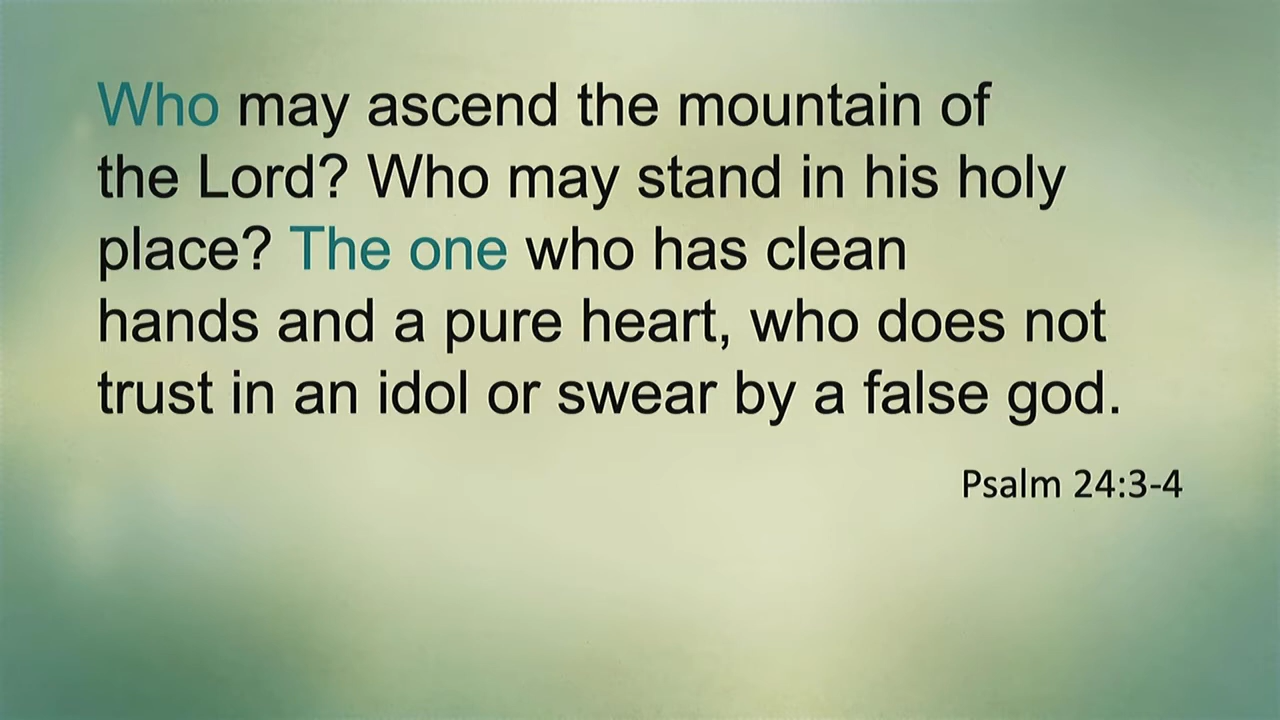 Who may ascend the mountain of
the Lord? Who may stand in his holy
place? The one who has clean
hands and a pure heart, who does not
trust in an idol or swear by a false god.
Psalm 24:3-4